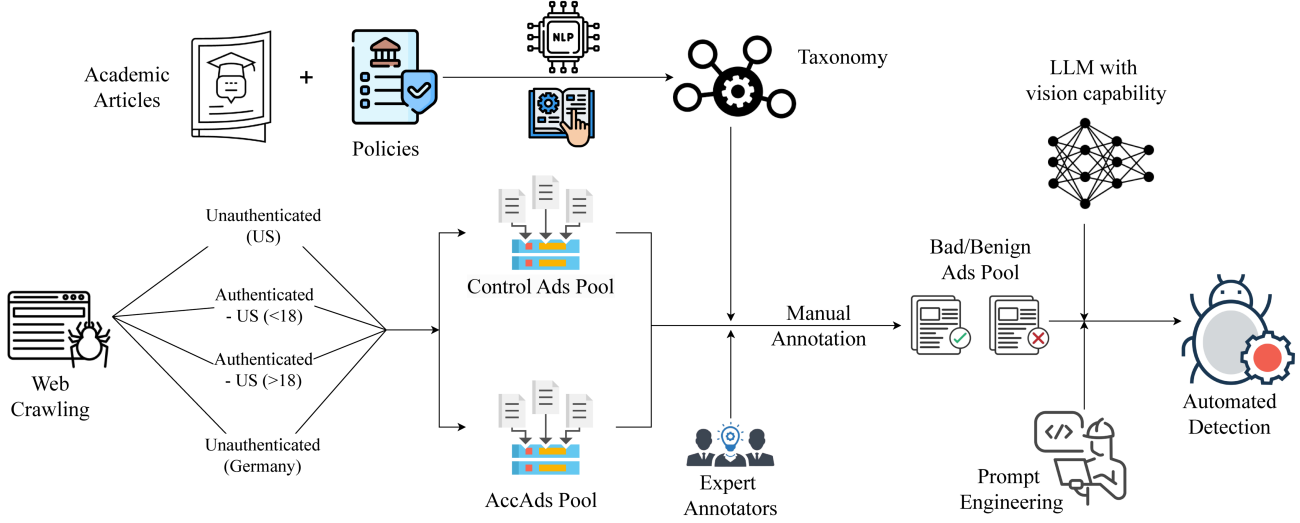 Academic
Articles
+
Policies
NLP
Taxonomy
LLM with
vision capability
Web
Crawling
Unauthenticated
(US)
Authenticated
- US (<18)
Authenticated
- US (>18)
Unauthenticated
(Germany)
Control Ads Pool
AccAds Pool
Manual
Annotation
Expert
Annotators
Bad/Benign
Ads Pool
</>
Prompt
Engineering
Automated
Detection